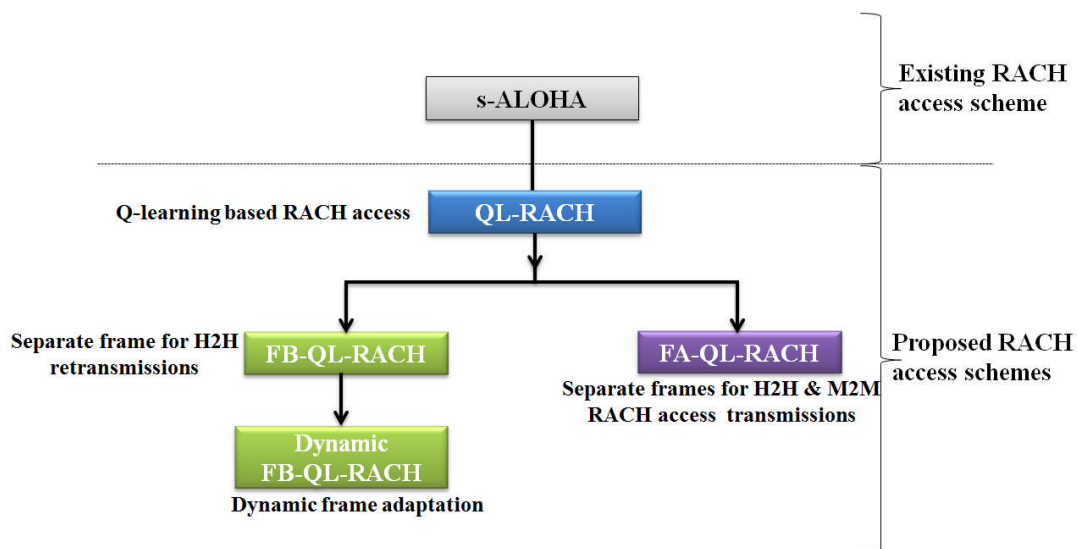 s-ALOHA
Existing RACH
access scheme
Q-learning based RACH access
QL-RACH
Separate frame for H2H
retransmissions
FB-QL-RACH
FA-QL-RACH
Separate frames for H2H & M2M
RACH access transmissions
Proposed RACH
access schemes
Dynamic
FB-QL-RACH
Dynamic frame adaptation